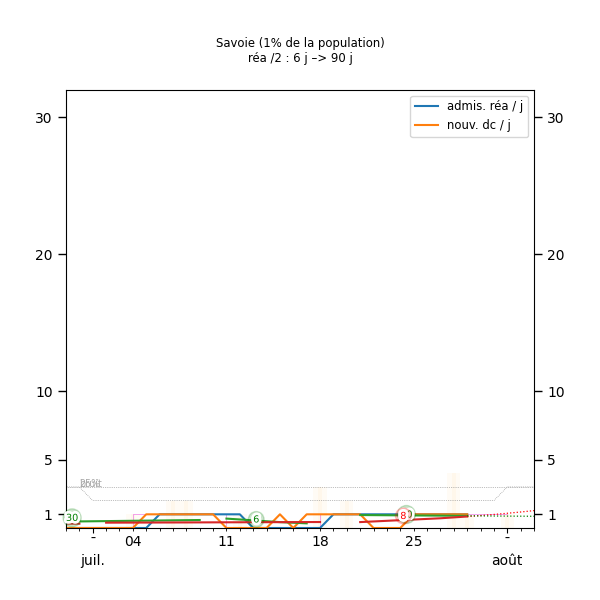 Savoie (1% de la population)
réa /2 : 6 j –> 90 j
admis. réa / j
nouv. dc / j
30 30
20 20
10 10
5 5
1 1
30 6 8
- 04 11 18 25 -
juil. août